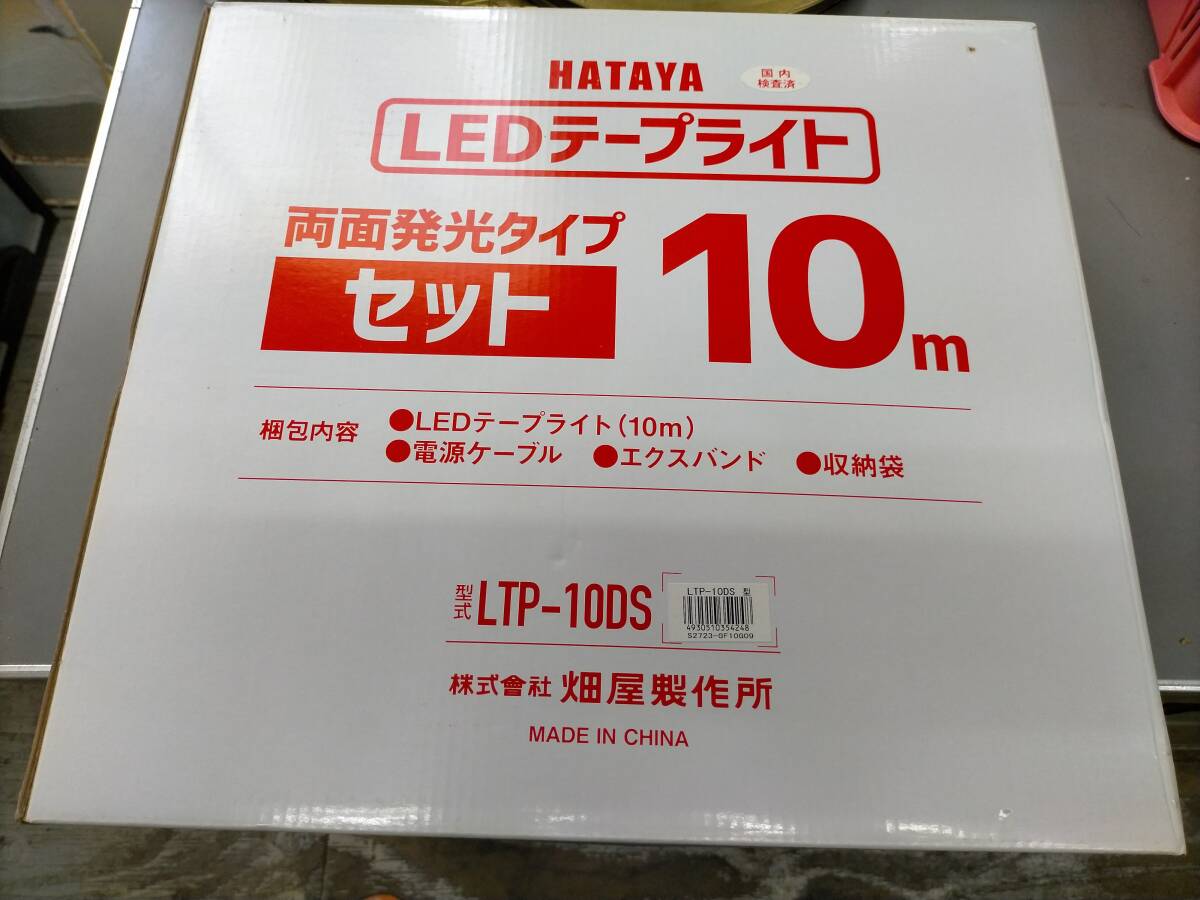 HATAYA
国内
検査済
LEDテープライト
両面発光タイプ
セット
10m
梱包内容
●LEDテープライト(10m)
●電源ケーブル ●エクスバンド ●収納袋
型式 LTP-10DS
LTP-10DS 型
4930510354248
S2723-GF10G09
株式會社 畑屋製作所
MADE IN CHINA